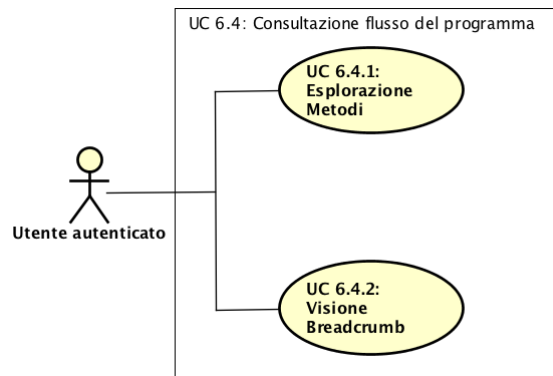 UC 6.4: Consultazione flusso del programma
UC 6.4.1:
Esplorazione
Metodi
Utente autenticato
UC 6.4.2:
Visione
Breadcrumb